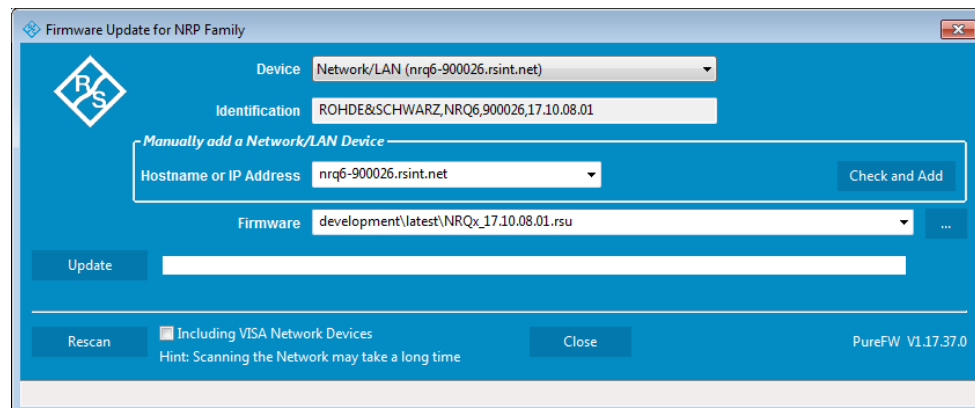 Firmware Update for NRP Family
R S
Device Network/LAN (nrq6-900026.rsint.net)
Identification ROHDE&SCHWARZ,NRQ6,900026,17.10.08.01
Manually add a Network/LAN Device
Hostname or IP Address nrq6-900026.rsint.net Check and Add
Firmware development\latest\NRQx_17.10.08.01.rsu ...
Update
Rescan Including VISA Network Devices Close PureFW V1.17.37.0
Hint: Scanning the Network may take a long time